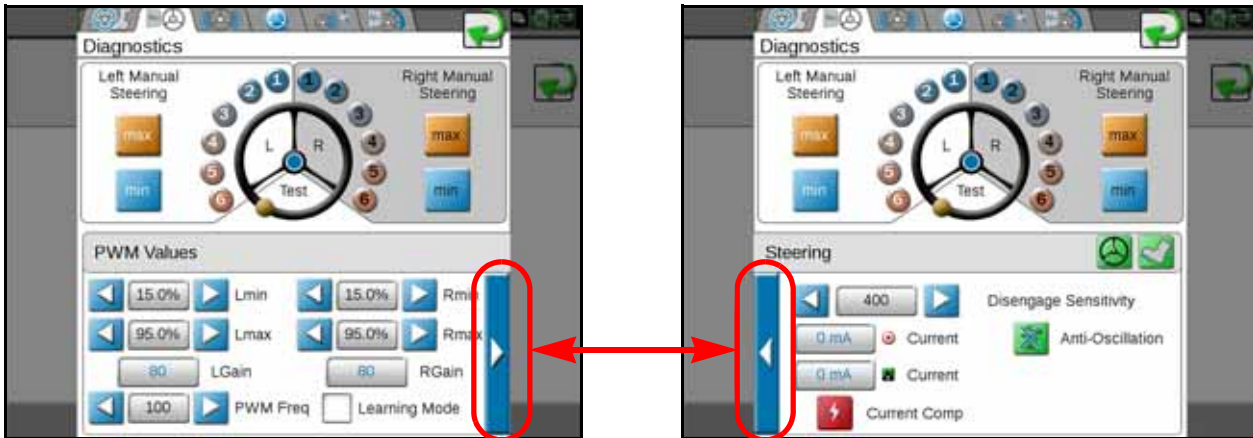 Diagnostics
Left Manual
Steering
Right Manual
Steering
2 1 1 2
3 3
4 4
5 5
6 6
max
max
min
min
L R
Test
PWM Values
15.0% Lmin 15.0% Rmin
95.0% Lmax 95.0% Rmax
80 LGain 80 RGain
100 PWM Freq Learning Mode
Diagnostics
Left Manual
Steering
Right Manual
Steering
2 1 1 2
3 3
4 4
5 5
6 6
max
max
min
min
L R
Test
Steering
400 Disengage Sensitivity
0 mA Current Anti-Oscillation
0 mA Current
Current Comp